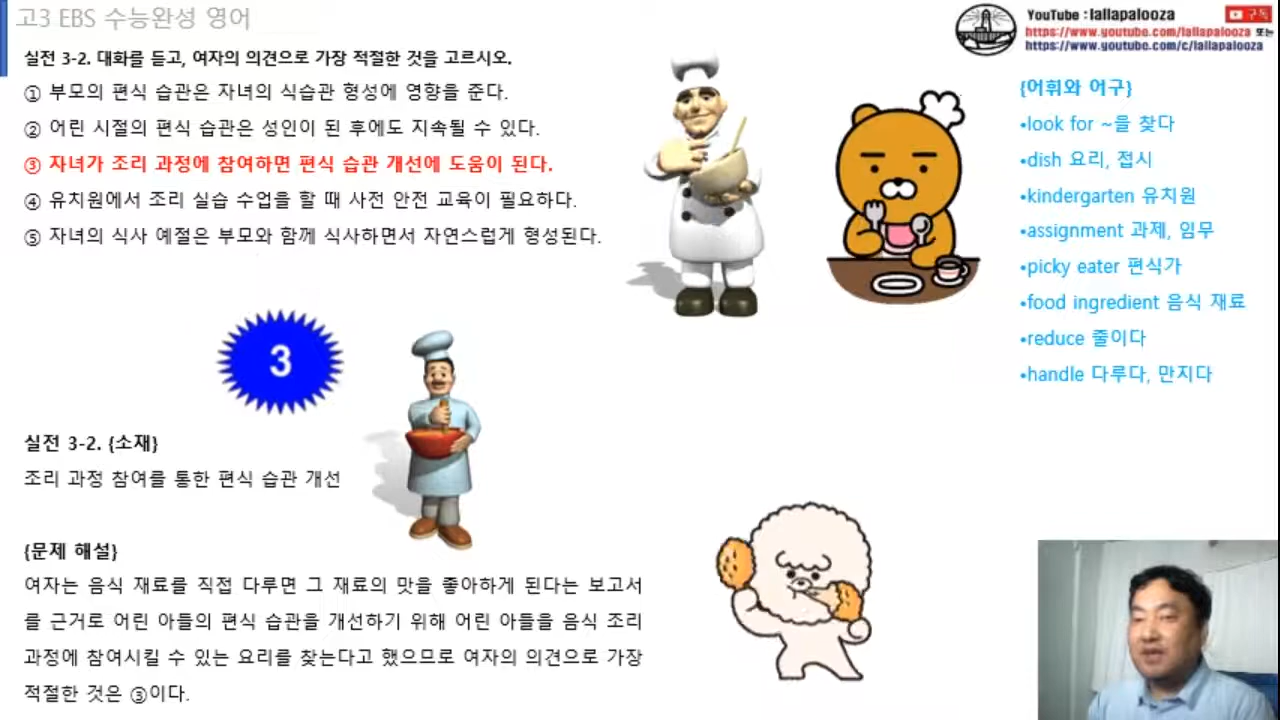 고3 EBS 수능완성 영어
YouTube : lallapalooza
구독
https://www.youtube.com/lallapalooza 또는
https://www.youtube.com/c/lallapalooza
실전 3-2. 대화를 듣고, 여자의 의견으로 가장 적절한 것을 고르시오.
① 부모의 편식 습관은 자녀의 식습관 형성에 영향을 준다.
② 어린 시절의 편식 습관은 성인이 된 후에도 지속될 수 있다.
③ 자녀가 조리 과정에 참여하면 편식 습관 개선에 도움이 된다.
④ 유치원에서 조리 실습 수업을 할 때 사전 안전 교육이 필요하다.
⑤ 자녀의 식사 예절은 부모와 함께 식사하면서 자연스럽게 형성된다.
{어휘와 어구}
•look for ~을 찾다
•dish 요리, 접시
•kindergarten 유치원
•assignment 과제, 임무
•picky eater 편식가
•food ingredient 음식 재료
•reduce 줄이다
•handle 다루다, 만지다
3
실전 3-2. {소재}
조리 과정 참여를 통한 편식 습관 개선
{문제 해설}
여자는 음식 재료를 직접 다루면 그 재료의 맛을 좋아하게 된다는 보고서
를 근거로 어린 아들의 편식 습관을 개선하기 위해 어린 아들을 음식 조리
과정에 참여시킬 수 있는 요리를 찾는다고 했으므로 여자의 의견으로 가장
적절한 것은 ③이다.